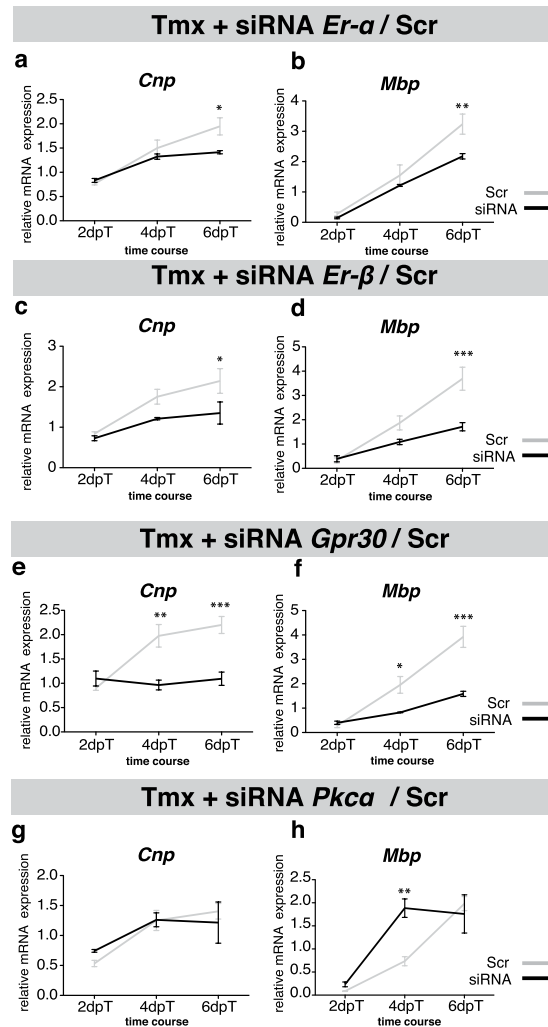 Tmx + siRNA Er-α / Scr
a
b
Cnp
Mbp
relative mRNA expression
2.5
2.0
1.5
1.0
0.5
0.0
*
2dpT 4dpT 6dpT
time course
relative mRNA expression
4
3
2
1
0
**
2dpT 4dpT 6dpT
time course
Scr
siRNA
Tmx + siRNA Er-β / Scr
c
d
Cnp
Mbp
relative mRNA expression
3
2
1
0
*
2dpT 4dpT 6dpT
time course
relative mRNA expression
5
4
3
2
1
0
***
2dpT 4dpT 6dpT
time course
Scr
siRNA
Tmx + siRNA Gpr30 / Scr
e
f
Cnp
Mbp
relative mRNA expression
2.5
2.0
1.5
1.0
0.5
0.0
** ***
2dpT 4dpT 6dpT
time course
relative mRNA expression
5
4
3
2
1
0
* ***
2dpT 4dpT 6dpT
time course
Scr
siRNA
Tmx + siRNA Pkcα / Scr
g
h
Cnp
Mbp
relative mRNA expression
2.0
1.5
1.0
0.5
0.0
2dpT 4dpT 6dpT
time course
relative mRNA expression
2.5
2.0
1.5
1.0
0.5
0.0
**
2dpT 4dpT 6dpT
time course
Scr
siRNA